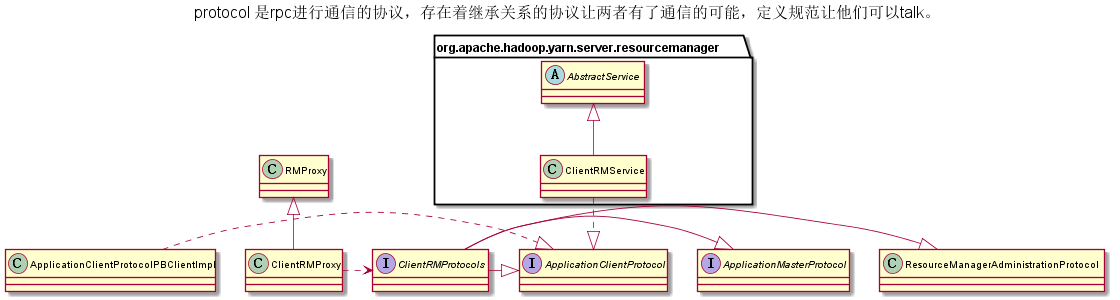 protocol 是rpc进行通信的协议，存在着继承关系的协议让两者有了通信的可能，定义规范让他们可以talk。
org.apache.hadoop.yarn.server.resourcemanager
A AbstractService
C RMProxy
C ClientRMService
C ApplicationClientProtocolPBClientImpl
C ClientRMProxy
I ClientRMProtocols
I ApplicationClientProtocol
I ApplicationMasterProtocol
C ResourceManagerAdministrationProtocol